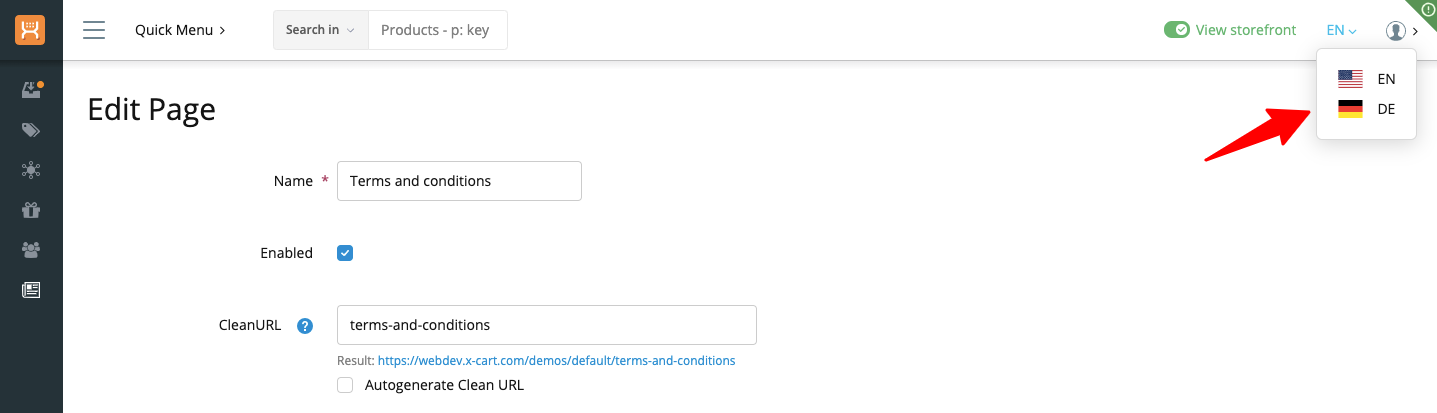 Quick Menu
Search in
Products - p: key
View storefront
EN
EN
DE
Edit Page
Name *
Terms and conditions
Enabled
CleanURL ?
terms-and-conditions
Result: https://webdev.x-cart.com/demos/default/terms-and-conditions
Autogenerate Clean URL